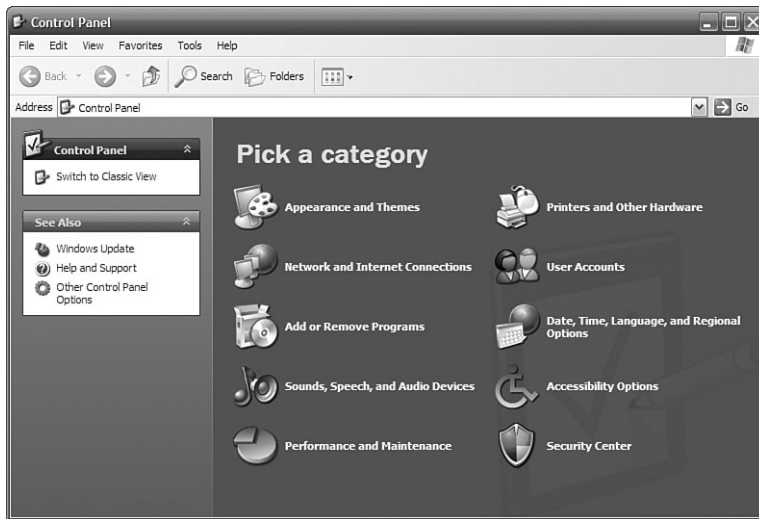 Control Panel
File Edit View Favorites Tools Help
Back Search Folders
Address Control Panel Go
Control Panel
Switch to Classic View
See Also
Windows Update
Help and Support
Other Control Panel
Options
Pick a category
Appearance and Themes
Printers and Other Hardware
Network and Internet Connections
User Accounts
Add or Remove Programs
Date, Time, Language, and Regional
Options
Sounds, Speech, and Audio Devices
Accessibility Options
Performance and Maintenance
Security Center